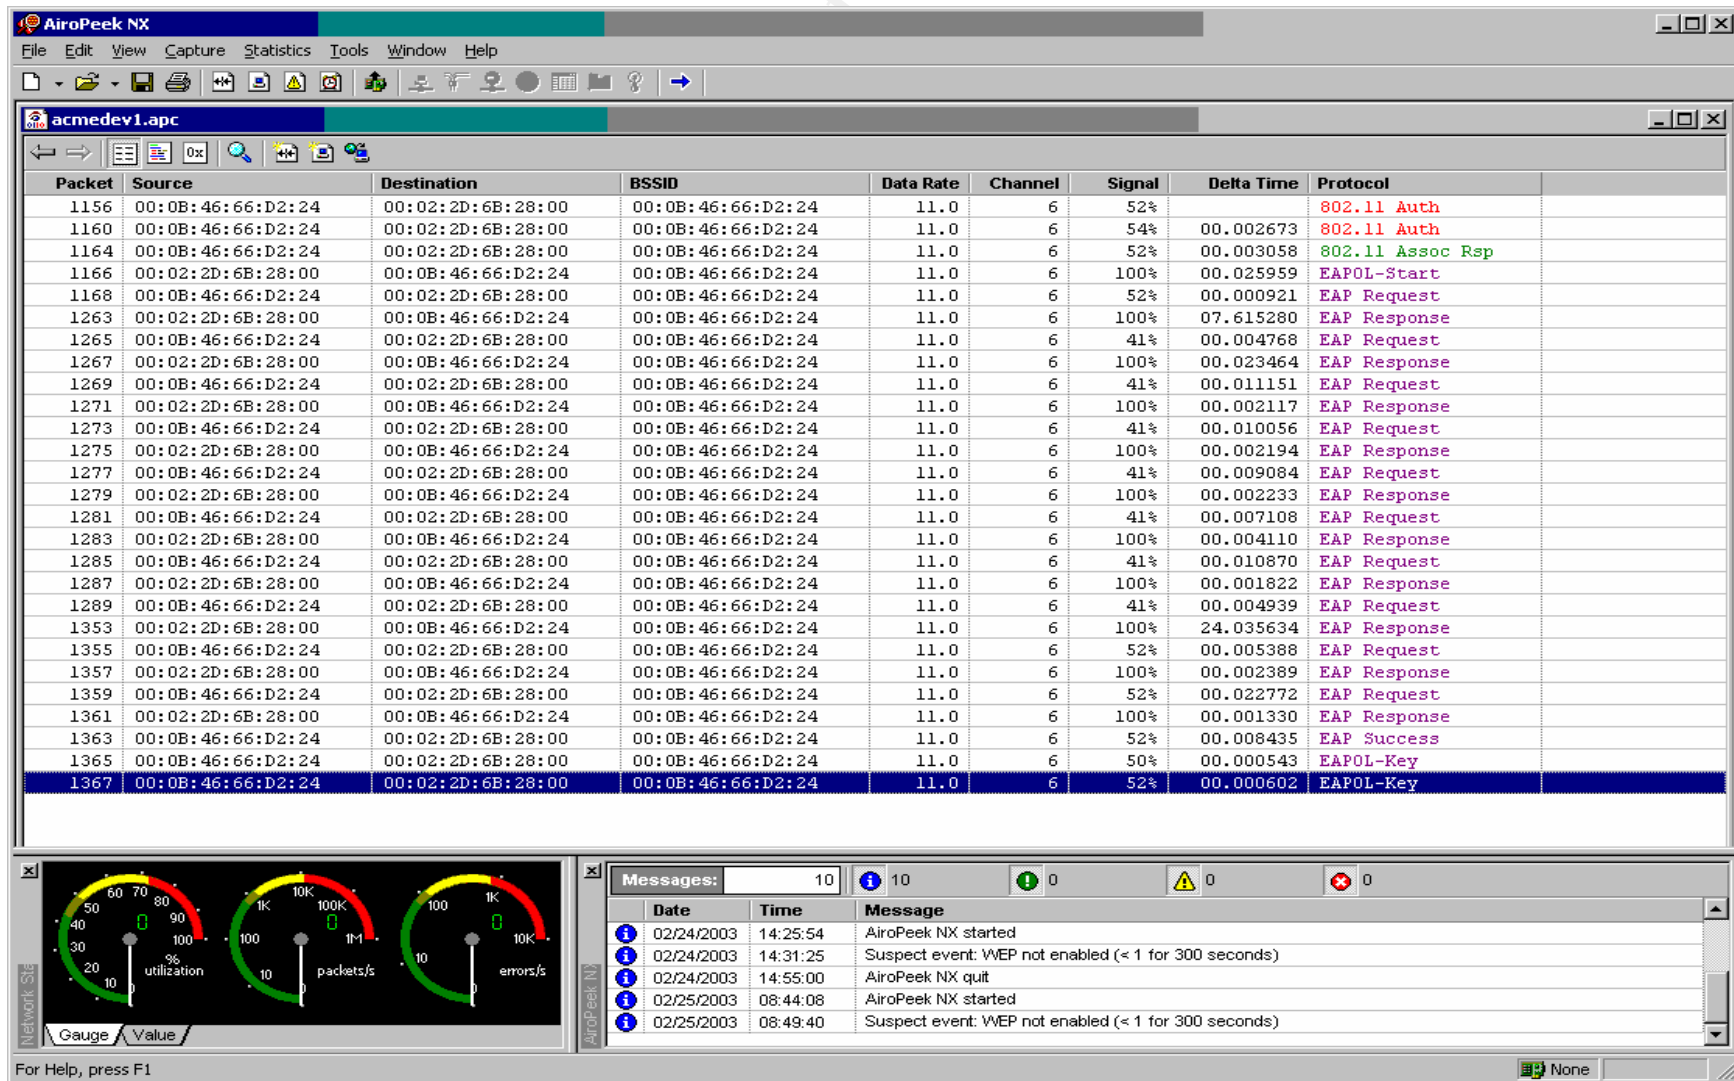 AiroPeek NX
File Edit View Capture Statistics Tools Window Help
acmedev1.apc
Packet Source Destination BSSID Data Rate Channel Signal Delta Time Protocol
1156 00:0B:46:66:D2:24 00:02:2D:6B:28:00 00:0B:46:66:D2:24 11.0 6 52% 802.11 Auth
1160 00:0B:46:66:D2:24 00:02:2D:6B:28:00 00:0B:46:66:D2:24 11.0 6 54% 00.002673 802.11 Auth
1164 00:0B:46:66:D2:24 00:02:2D:6B:28:00 00:0B:46:66:D2:24 11.0 6 52% 00.003058 802.11 Assoc Rsp
1166 00:02:2D:6B:28:00 00:0B:46:66:D2:24 00:0B:46:66:D2:24 11.0 6 100% 00.025959 EAPOL-Start
1168 00:0B:46:66:D2:24 00:02:2D:6B:28:00 00:0B:46:66:D2:24 11.0 6 52% 00.000921 EAP Request
1263 00:02:2D:6B:28:00 00:0B:46:66:D2:24 00:0B:46:66:D2:24 11.0 6 100% 07.615280 EAP Response
1265 00:0B:46:66:D2:24 00:02:2D:6B:28:00 00:0B:46:66:D2:24 11.0 6 41% 00.004768 EAP Request
1267 00:02:2D:6B:28:00 00:0B:46:66:D2:24 00:0B:46:66:D2:24 11.0 6 100% 00.023464 EAP Response
1269 00:0B:46:66:D2:24 00:02:2D:6B:28:00 00:0B:46:66:D2:24 11.0 6 41% 00.011151 EAP Request
1271 00:02:2D:6B:28:00 00:0B:46:66:D2:24 00:0B:46:66:D2:24 11.0 6 100% 00.002117 EAP Response
1273 00:0B:46:66:D2:24 00:02:2D:6B:28:00 00:0B:46:66:D2:24 11.0 6 41% 00.010056 EAP Request
1275 00:02:2D:6B:28:00 00:0B:46:66:D2:24 00:0B:46:66:D2:24 11.0 6 100% 00.002194 EAP Response
1277 00:0B:46:66:D2:24 00:02:2D:6B:28:00 00:0B:46:66:D2:24 11.0 6 41% 00.009084 EAP Request
1279 00:02:2D:6B:28:00 00:0B:46:66:D2:24 00:0B:46:66:D2:24 11.0 6 100% 00.002233 EAP Response
1281 00:0B:46:66:D2:24 00:02:2D:6B:28:00 00:0B:46:66:D2:24 11.0 6 41% 00.007108 EAP Request
1283 00:02:2D:6B:28:00 00:0B:46:66:D2:24 00:0B:46:66:D2:24 11.0 6 100% 00.004110 EAP Response
1285 00:0B:46:66:D2:24 00:02:2D:6B:28:00 00:0B:46:66:D2:24 11.0 6 41% 00.010870 EAP Request
1287 00:02:2D:6B:28:00 00:0B:46:66:D2:24 00:0B:46:66:D2:24 11.0 6 100% 00.001822 EAP Response
1289 00:0B:46:66:D2:24 00:02:2D:6B:28:00 00:0B:46:66:D2:24 11.0 6 41% 00.004939 EAP Request
1353 00:02:2D:6B:28:00 00:0B:46:66:D2:24 00:0B:46:66:D2:24 11.0 6 100% 24.035634 EAP Response
1355 00:0B:46:66:D2:24 00:02:2D:6B:28:00 00:0B:46:66:D2:24 11.0 6 52% 00.005388 EAP Request
1357 00:02:2D:6B:28:00 00:0B:46:66:D2:24 00:0B:46:66:D2:24 11.0 6 100% 00.002389 EAP Response
1359 00:0B:46:66:D2:24 00:02:2D:6B:28:00 00:0B:46:66:D2:24 11.0 6 52% 00.022772 EAP Request
1361 00:02:2D:6B:28:00 00:0B:46:66:D2:24 00:0B:46:66:D2:24 11.0 6 100% 00.001330 EAP Response
1363 00:0B:46:66:D2:24 00:02:2D:6B:28:00 00:0B:46:66:D2:24 11.0 6 52% 00.008435 EAP Success
1365 00:0B:46:66:D2:24 00:02:2D:6B:28:00 00:0B:46:66:D2:24 11.0 6 50% 00.000543 EAPOL-Key
1367 00:0B:46:66:D2:24 00:02:2D:6B:28:00 00:0B:46:66:D2:24 11.0 6 52% 00.000602 EAPOL-Key
Network Sta
0 10 20 30 40 50 60 70 80 90 100 0 % utilization
0 10 100 1K 10K 100K 1M 0 packets/s
0 10 100 1K 10K 0 errors/s
Gauge Value
AiroPeek NX
Messages: 10 10 0 0 0
Date Time Message
02/24/2003 14:25:54 AiroPeek NX started
02/24/2003 14:31:25 Suspect event: WEP not enabled (< 1 for 300 seconds)
02/24/2003 14:55:00 AiroPeek NX quit
02/25/2003 08:44:08 AiroPeek NX started
02/25/2003 08:49:40 Suspect event: WEP not enabled (< 1 for 300 seconds)
For Help, press F1
None